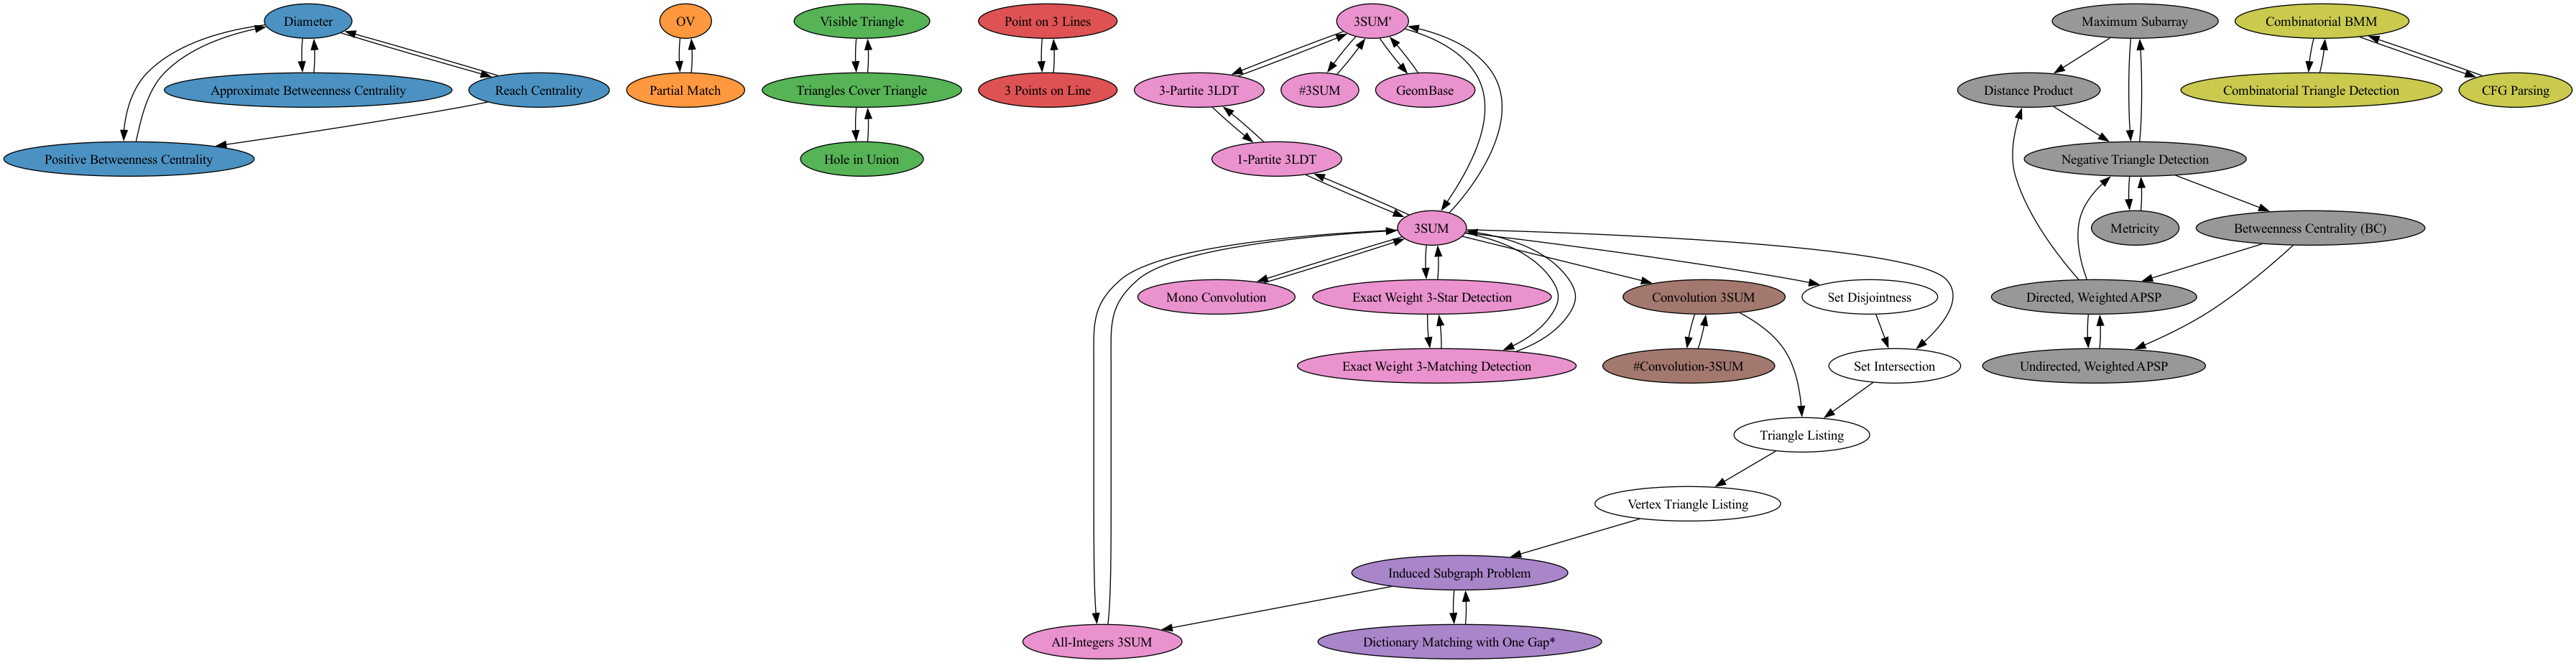 Diameter
OV
Visible Triangle
Point on 3 Lines
3SUM'
Maximum Subarray
Combinatorial BMM
Approximate Betweenness Centrality
Reach Centrality
Partial Match
Triangles Cover Triangle
3 Points on Line
3-Partite 3LDT
#3SUM
GeomBase
Distance Product
Combinatorial Triangle Detection
CFG Parsing
Positive Betweenness Centrality
Hole in Union
1-Partite 3LDT
Negative Triangle Detection
3SUM
Metricity
Betweenness Centrality (BC)
Mono Convolution
Exact Weight 3-Star Detection
Convolution 3SUM
Set Disjointness
Directed, Weighted APSP
Exact Weight 3-Matching Detection
#Convolution-3SUM
Set Intersection
Undirected, Weighted APSP
Triangle Listing
Vertex Triangle Listing
Induced Subgraph Problem
All-Integers 3SUM
Dictionary Matching with One Gap*